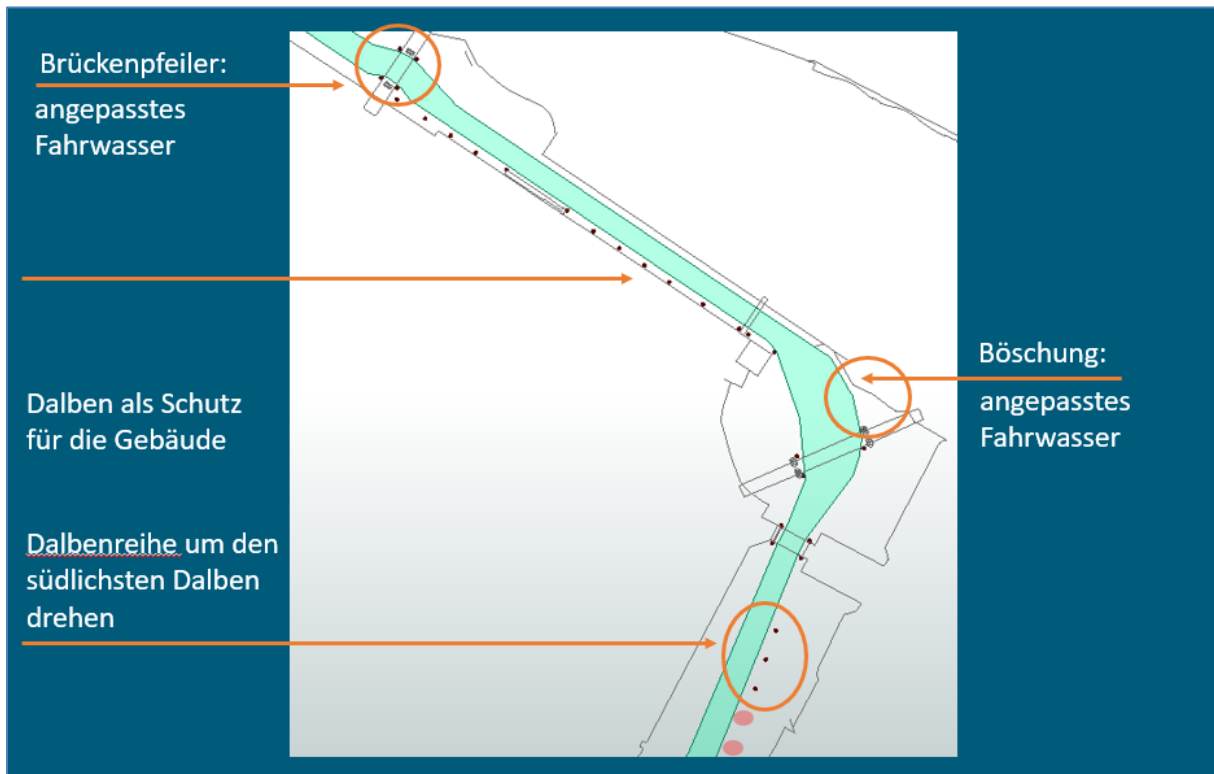 Brückenpfeiler:
angepasstes
Fahrwasser
Böschung:
angepasstes
Fahrwasser
Dalben als Schutz
für die Gebäude
Dalbenreihe um den
südlichsten Dalben
drehen